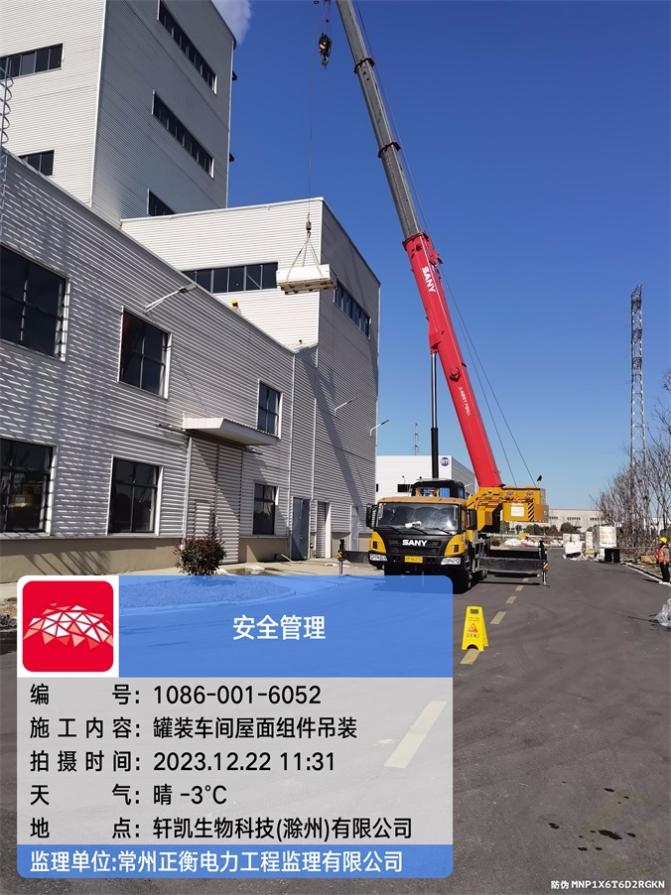 SANY
SANY
安全管理
编 号：1086-001-6052
施工内容：罐装车间屋面组件吊装
拍摄时间：2023.12.22 11:31
天 气：晴 -3℃
地 点：轩凯生物科技(滁州)有限公司
监理单位:常州正衡电力工程监理有限公司
防伪 MNP1X6T6D2RGKN